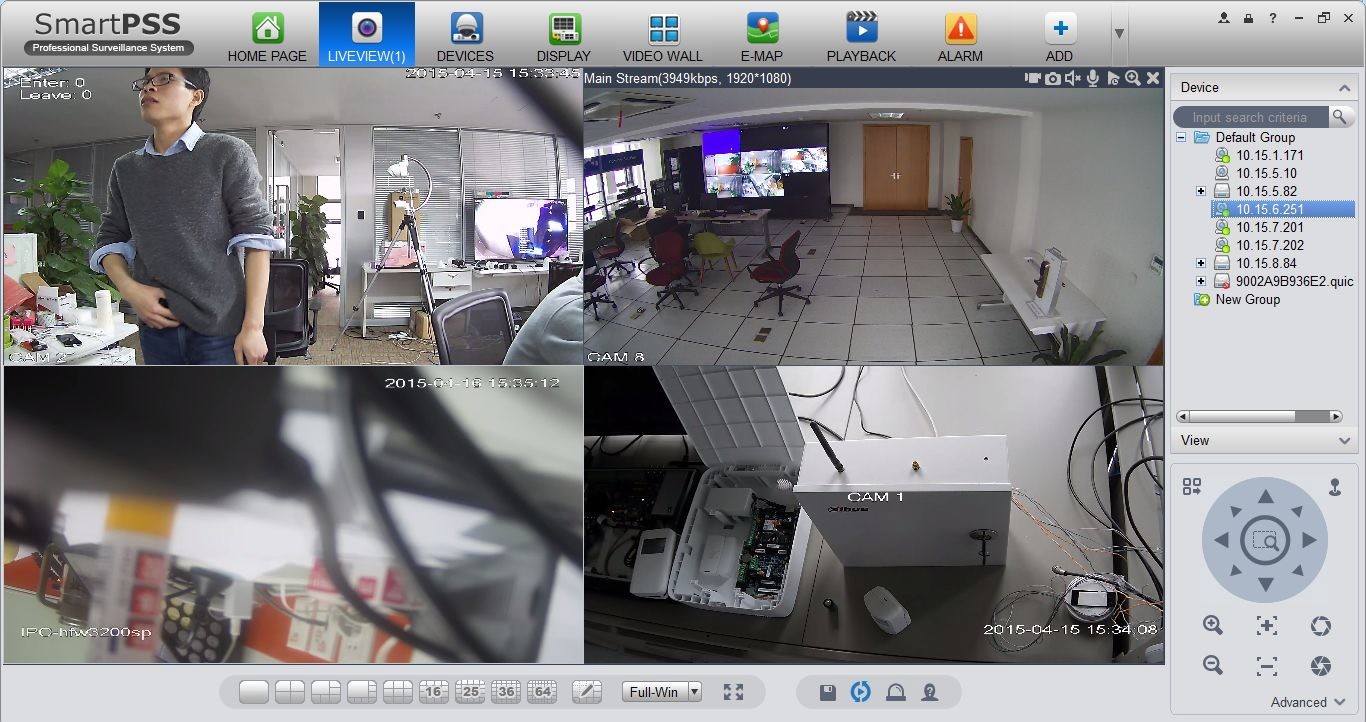 SmartPSS
Professional Surveillance System
HOME PAGE
LIVEVIEW(1)
DEVICES
DISPLAY
VIDEO WALL
E-MAP
PLAYBACK
ALARM
ADD
?
Enter: 0
Leave: 0
2015-04-15 15:33:45
CAM 2
Main Stream(3949kbps, 1920*1080)
CAM 8
2015-04-16 15:35:12
IPC-hfw3200sp
CAM 1
alhua
2015-04-15 15:34:08
Device
Input search criteria
Default Group
10.15.1.171
10.15.5.10
10.15.5.82
10.15.6.251
10.15.7.201
10.15.7.202
10.15.8.84
9002A9B936E2.quic
New Group
View
Advanced
16
25
36
64
Full-Win